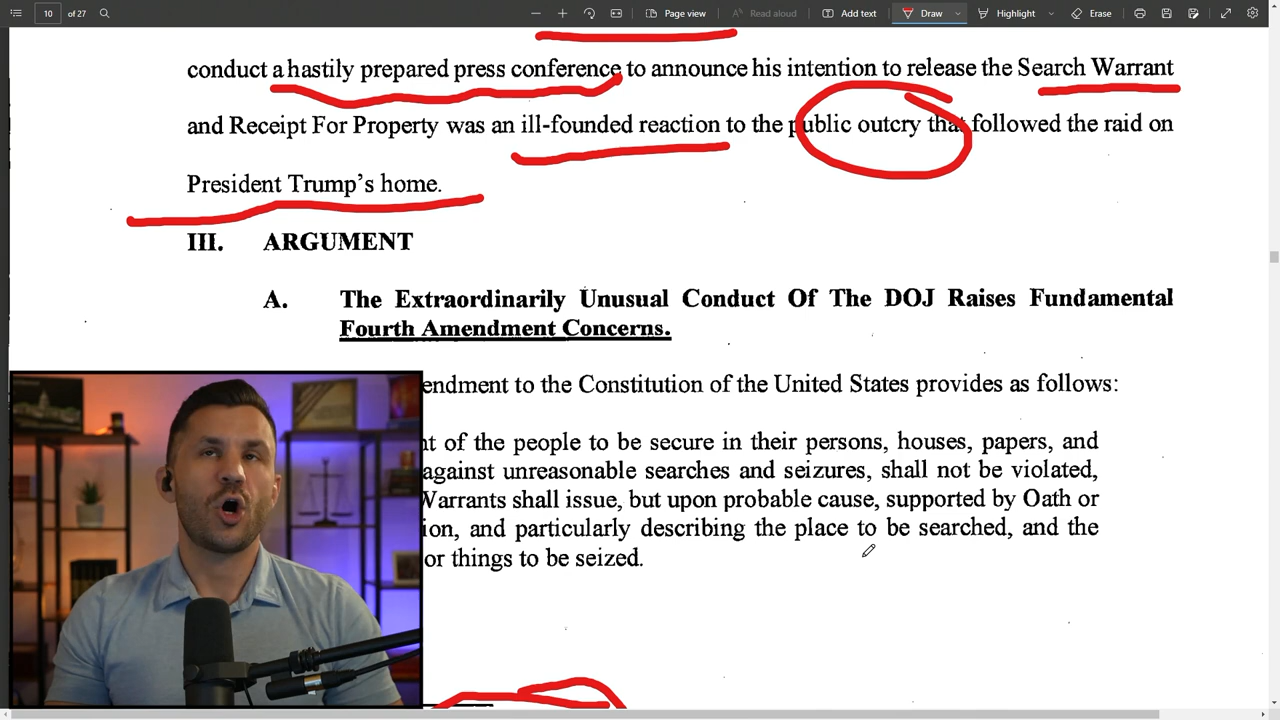 10 of 27
Page view
Read aloud
Add text
Draw
Highlight
Erase
conduct a hastily prepared press conference to announce his intention to release the Search Warrant
and Receipt For Property was an ill-founded reaction to the public outcry that followed the raid on
President Trump's home.
III. ARGUMENT
A. The Extraordinarily Unusual Conduct Of The DOJ Raises Fundamental
Fourth Amendment Concerns.
endment to the Constitution of the United States provides as follows:
of the people to be secure in their persons, houses, papers, and
against unreasonable searches and seizures, shall not be violated,
Warrants shall issue, but upon probable cause, supported by Oath or
ion, and particularly describing the place to be searched, and the
or things to be seized.